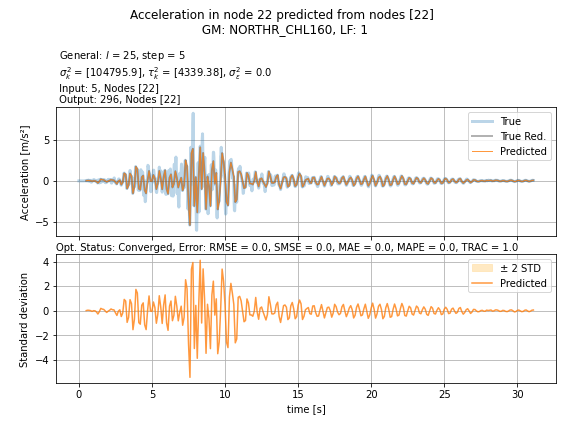 Acceleration in node 22 predicted from nodes [22]
GM: NORTHR_CHL160, LF: 1
General: l = 25, step = 5
σ²ₖ = [104795.9], τ²ₖ = [4339.38], σ²ₑ = 0.0
Input: 5, Nodes [22]
Output: 296, Nodes [22]
Acceleration [m/s²]
5
0
−5
True
True Red.
Predicted
Opt. Status: Converged, Error: RMSE = 0.0, SMSE = 0.0, MAE = 0.0, MAPE = 0.0, TRAC = 1.0
Standard deviation
4
2
0
−2
−4
± 2 STD
Predicted
0 5 10 15 20 25 30
time [s]